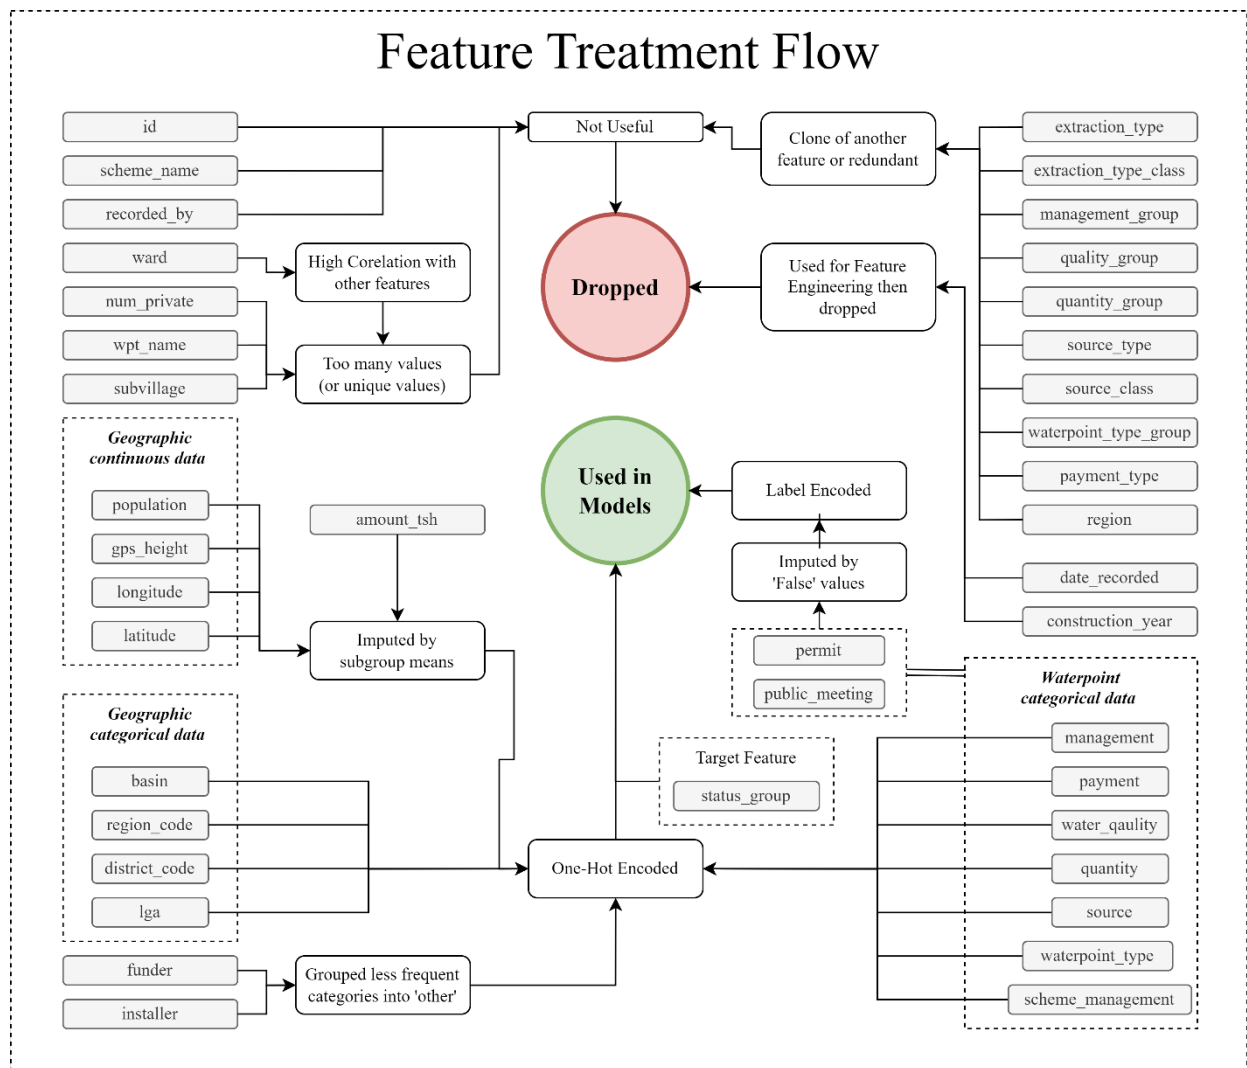 Feature Treatment Flow
id
scheme_name
recorded_by
ward
num_private
wpt_name
subvillage
High Corelation with
other features
Too many values
(or unique values)
Not Useful
Dropped
Clone of another
feature or redundant
Used for Feature
Engineering then
dropped
extraction_type
extraction_type_class
management_group
quality_group
quantity_group
source_type
source_class
waterpoint_type_group
payment_type
region
date_recorded
construction_year
Geographic
continuous data
population
gps_height
longitude
latitude
amount_tsh
Imputed by
subgroup means
Used in
Models
Label Encoded
Imputed by
'False' values
permit
public_meeting
Geographic
categorical data
basin
region_code
district_code
lga
Target Feature
status_group
One-Hot Encoded
Waterpoint
categorical data
management
payment
water_qaulity
quantity
source
waterpoint_type
scheme_management
funder
installer
Grouped less frequent
categories into 'other'